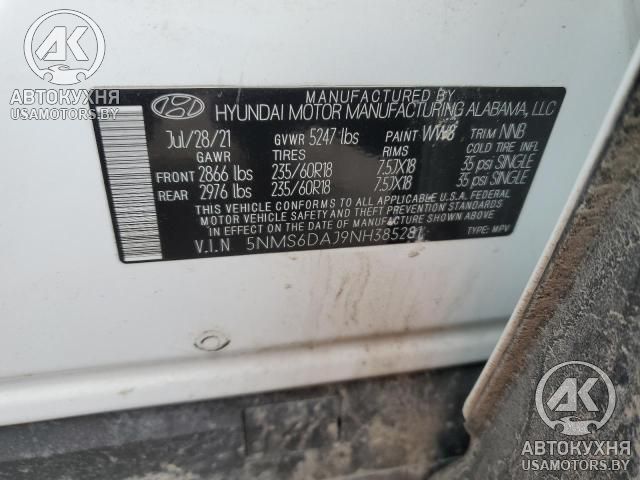 AK
АВТОКУХНЯ
USAMOTORS.BY
MANUFACTURED BY
HYUNDAI MOTOR MANUFACTURING ALABAMA, LLC
Jul/28/21 GVWR 5247 lbs PAINT WW8 TRIM NNB
GAWR TIRES RIMS COLD TIRE INFL
FRONT 2866 lbs 235/60R18 7.5JX18 35 psi SINGLE
REAR 2976 lbs 235/60R18 7.5JX18 35 psi SINGLE
THIS VEHICLE CONFORMS TO ALL APPLICABLE U.S.A. FEDERAL
MOTOR VEHICLE SAFETY, BUMPER, AND THEFT PREVENTION STANDARDS
IN EFFECT ON THE DATE OF MANUFACTURE SHOWN ABOVE.
V.I.N 5NMS6DAJ9NH385281 TYPE: MPV
AK
АВТОКУХНЯ
USAMOTORS.BY